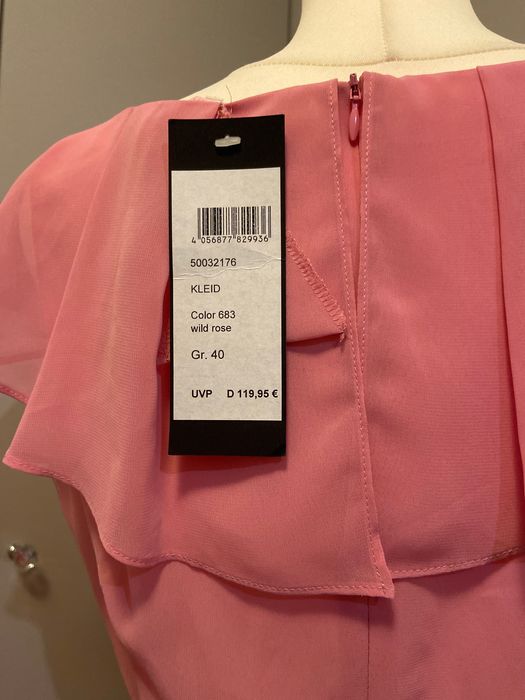 4 056877 829936
50032176
KLEID
Color 683
wild rose
Gr. 40
UVP D 119,95 €